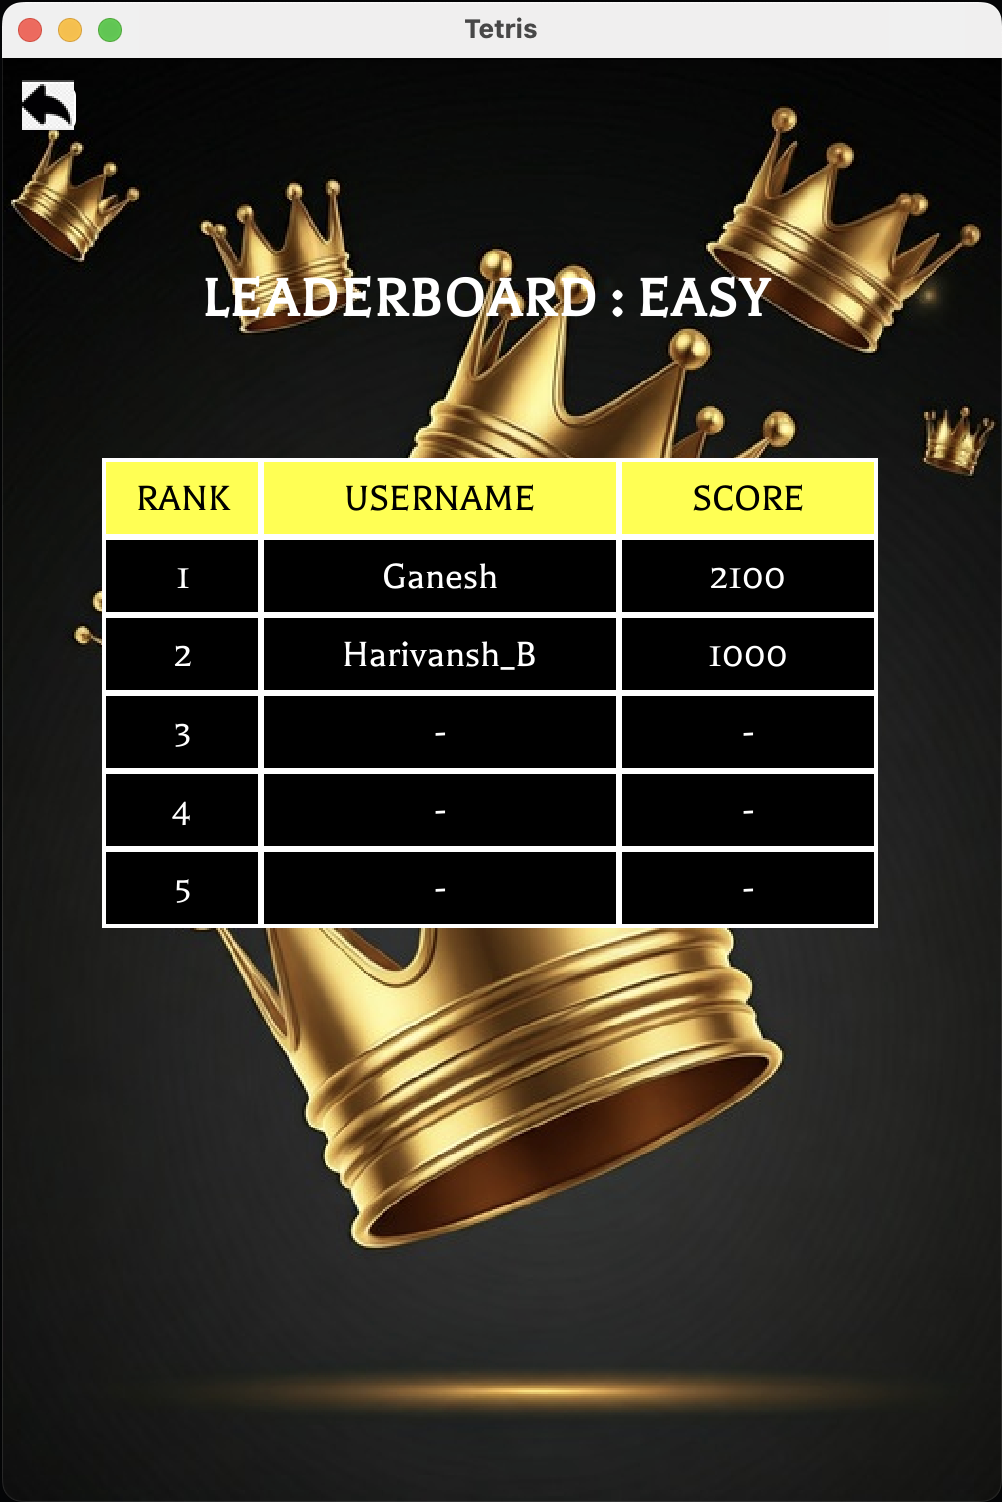 Tetris
LEADERBOARD : EASY
RANK USERNAME SCORE
1 Ganesh 2100
2 Harivansh_B 1000
3 - -
4 - -
5 - -